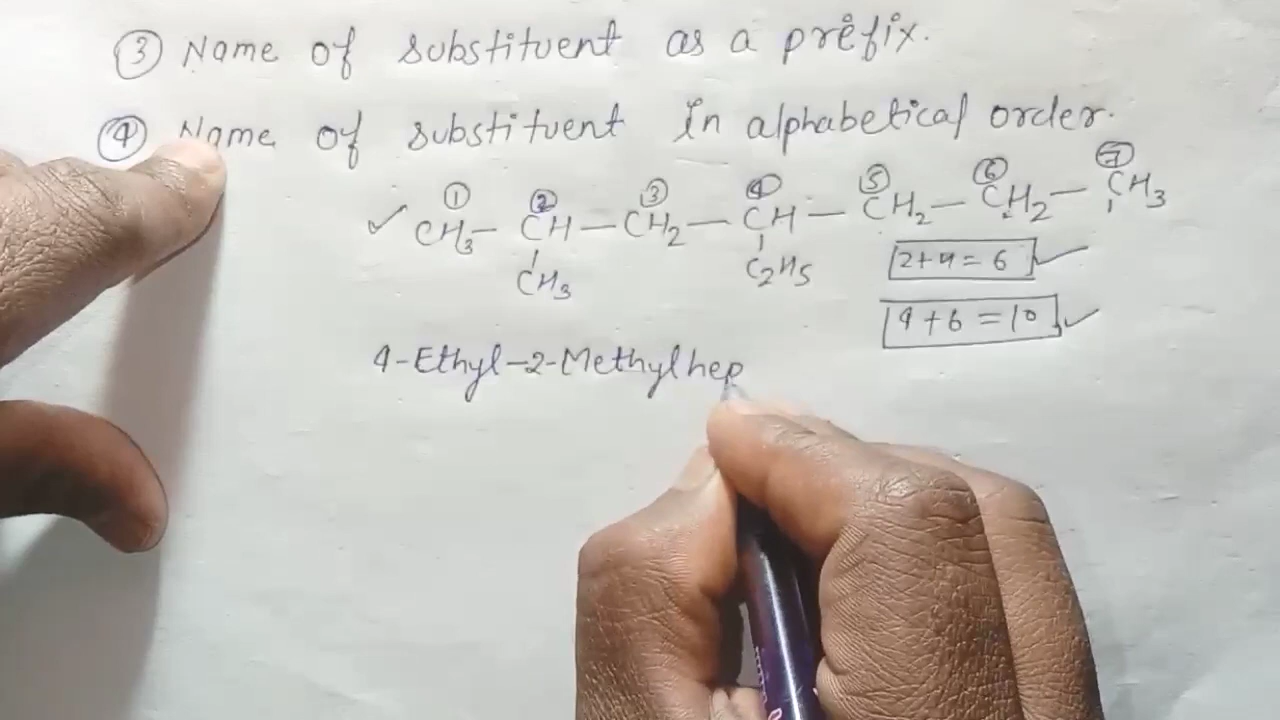 ③ Name of substituent as a prefix.
④ Name of substituent in alphabetical order.
① ② ③ ④ ⑤ ⑥ ⑦
✓ CH3 – CH – CH2 – CH – CH2 – CH2 – CH3
CH3 C2H5
2+4=6 ✓
4+6=10 ✓
4-Ethyl-2-Methylhep